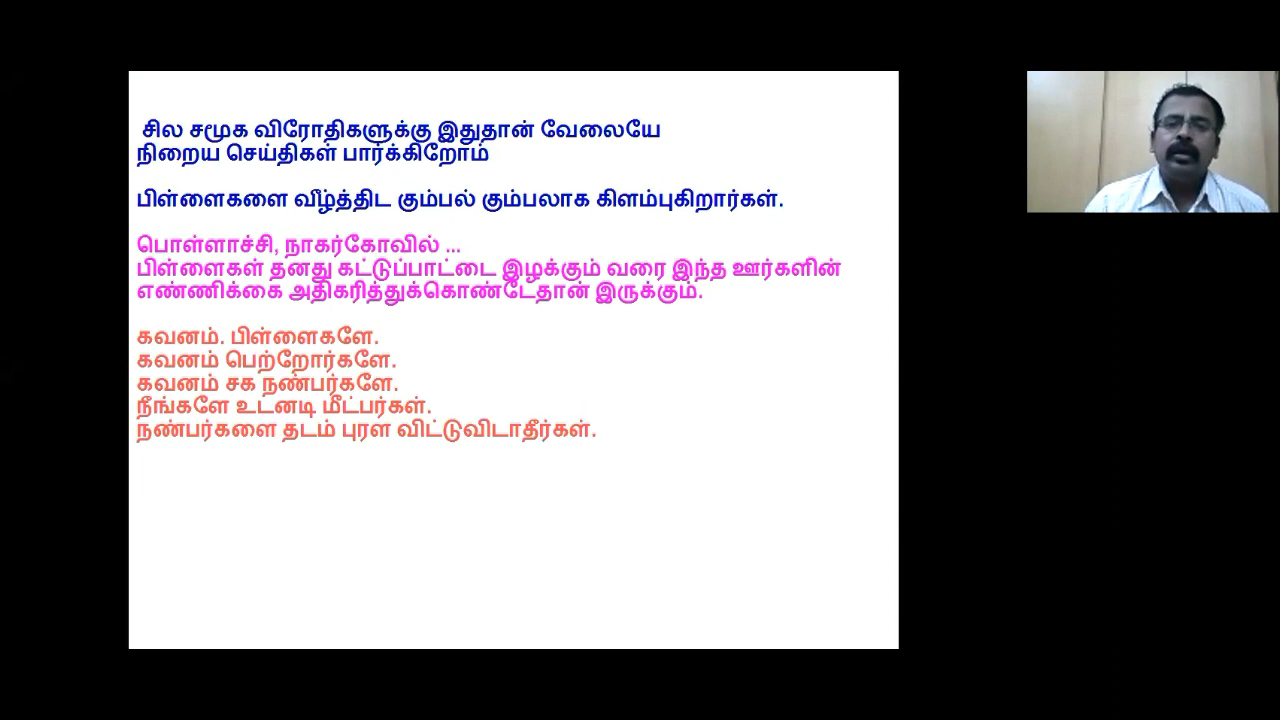 சில சமூக விரோதிகளுக்கு இதுதான் வேலையே
நிறைய செய்திகள் பார்க்கிறோம்
பிள்ளைகளை வீழ்த்திட கும்பல் கும்பலாக கிளம்புகிறார்கள்.
பொள்ளாச்சி, நாகர்கோவில் ...
பிள்ளைகள் தனது கட்டுப்பாட்டை இழக்கும் வரை இந்த ஊர்களின்
எண்ணிக்கை அதிகரித்துக்கொண்டேதான் இருக்கும்.
கவனம். பிள்ளைகளே.
கவனம் பெற்றோர்களே.
கவனம் சக நண்பர்களே.
நீங்களே உடனடி மீட்பர்கள்.
நண்பர்களை தடம் புரள விட்டுவிடாதீர்கள்.